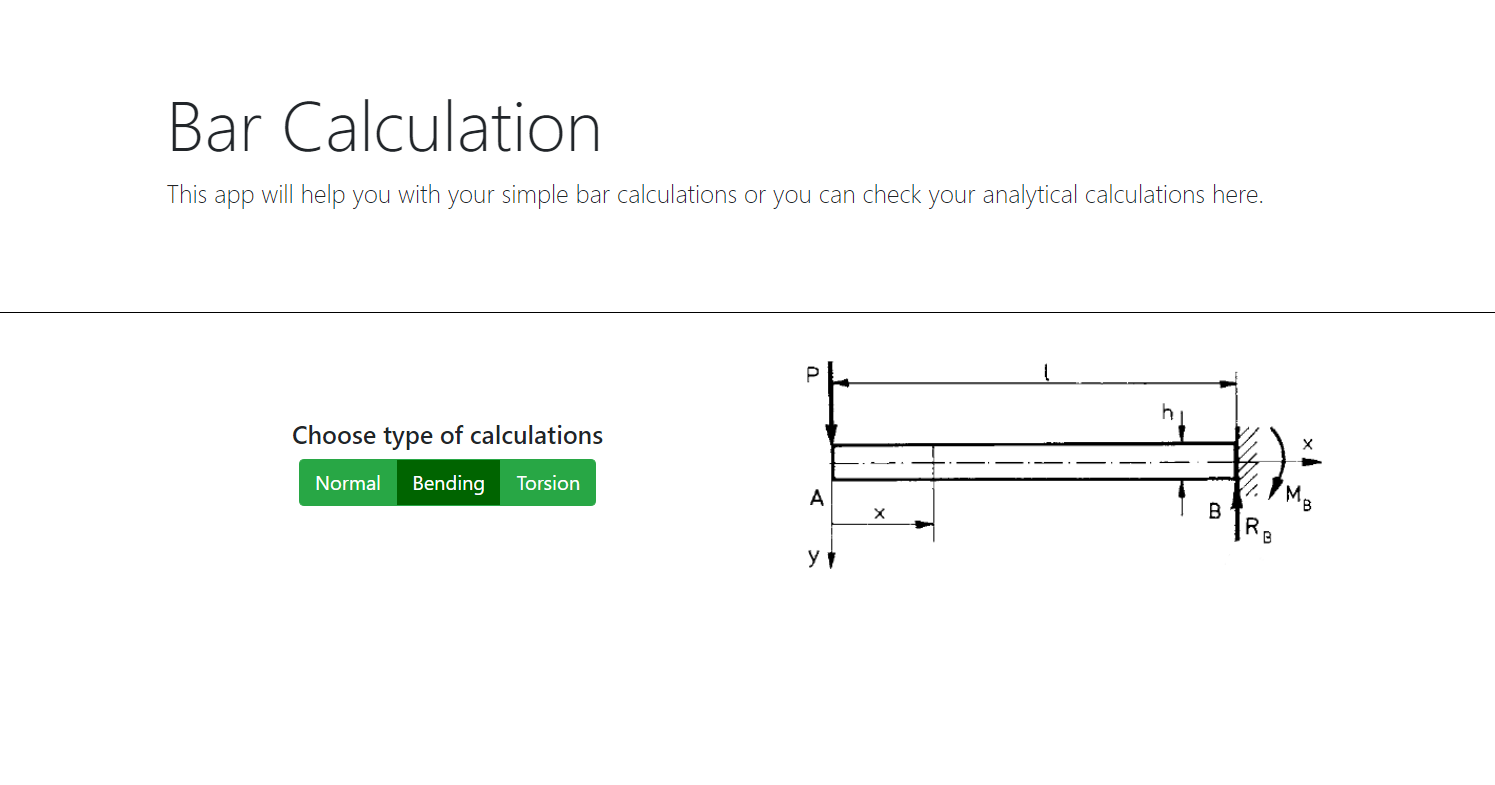 Bar Calculation
This app will help you with your simple bar calculations or you can check your analytical calculations here.
Choose type of calculations
Normal Bending Torsion
P
l
h
x
A
x
B
M_B
R_B
y